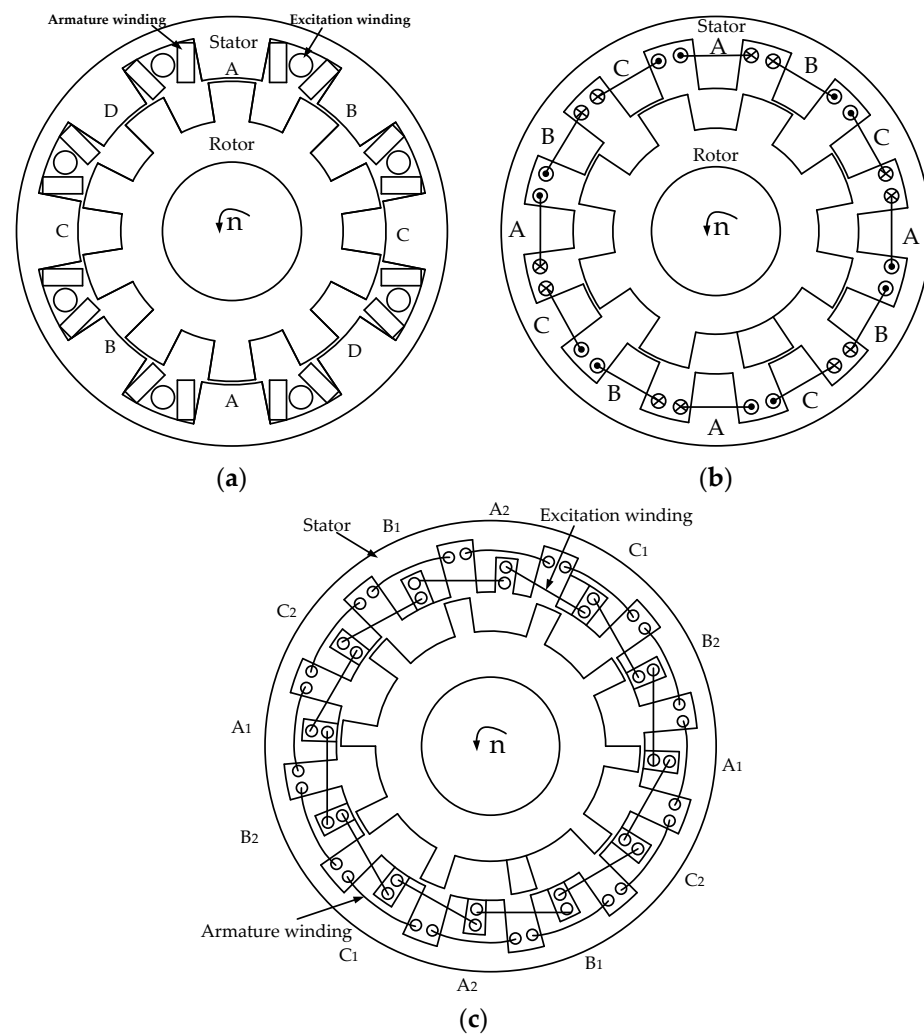 Armature winding Excitation winding
Stator
A
D B
Rotor
C C
n
B D
A
(a)
Stator
A
C B
B C
Rotor
A A
n
C B
B C
A
(b)
A2
B1 Excitation winding
Stator
C1
C2 B2
A1 A1
n
B2 C2
Armature winding
C1 B1
A2
(c)